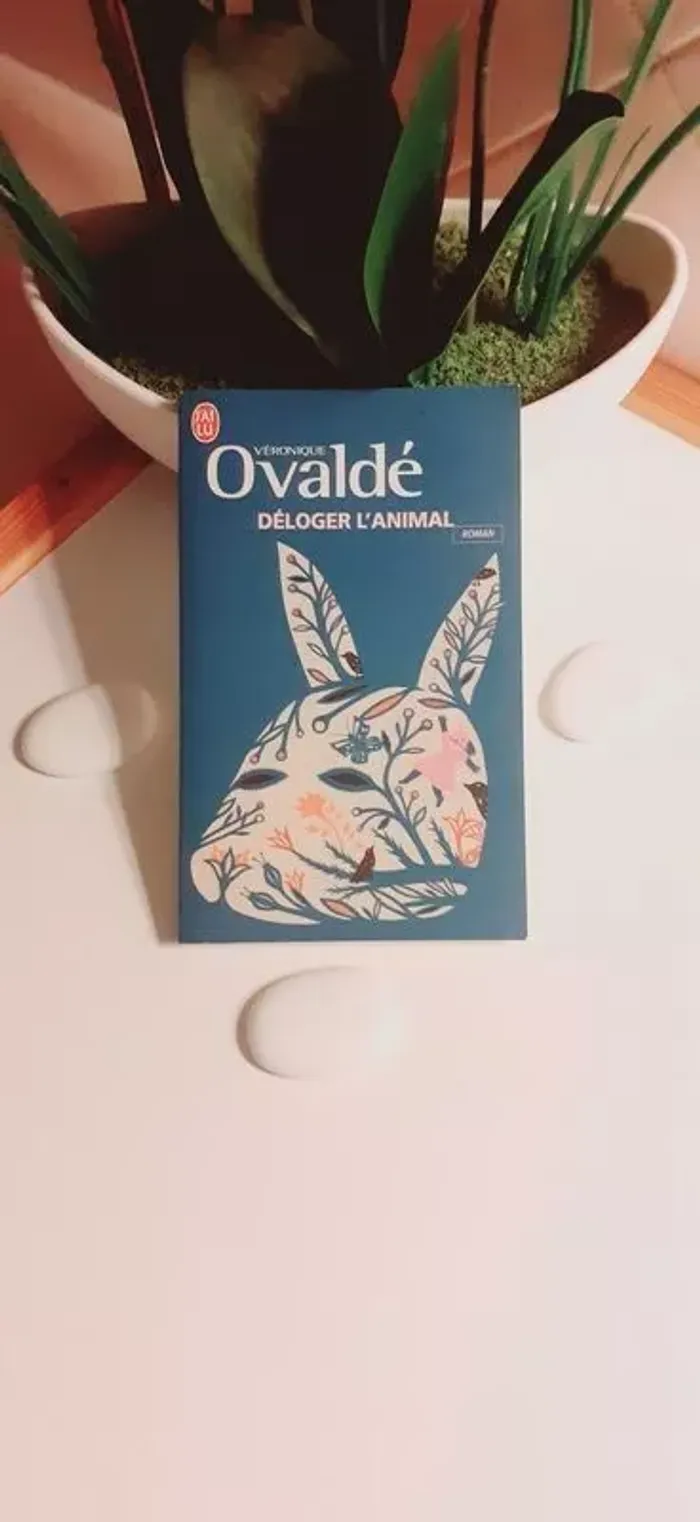 J'AI
LU
VÉRONIQUE
Ovaldé
DÉLOGER L'ANIMAL
ROMAN